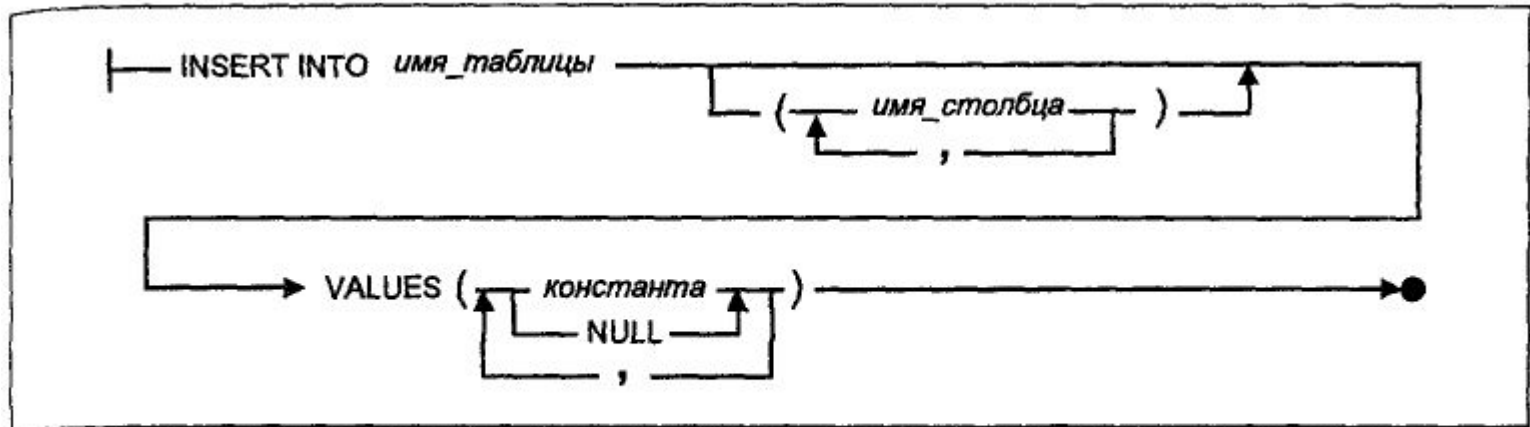 INSERT INTO имя_таблицы
( имя_столбца )
,
VALUES ( константа )
NULL
,